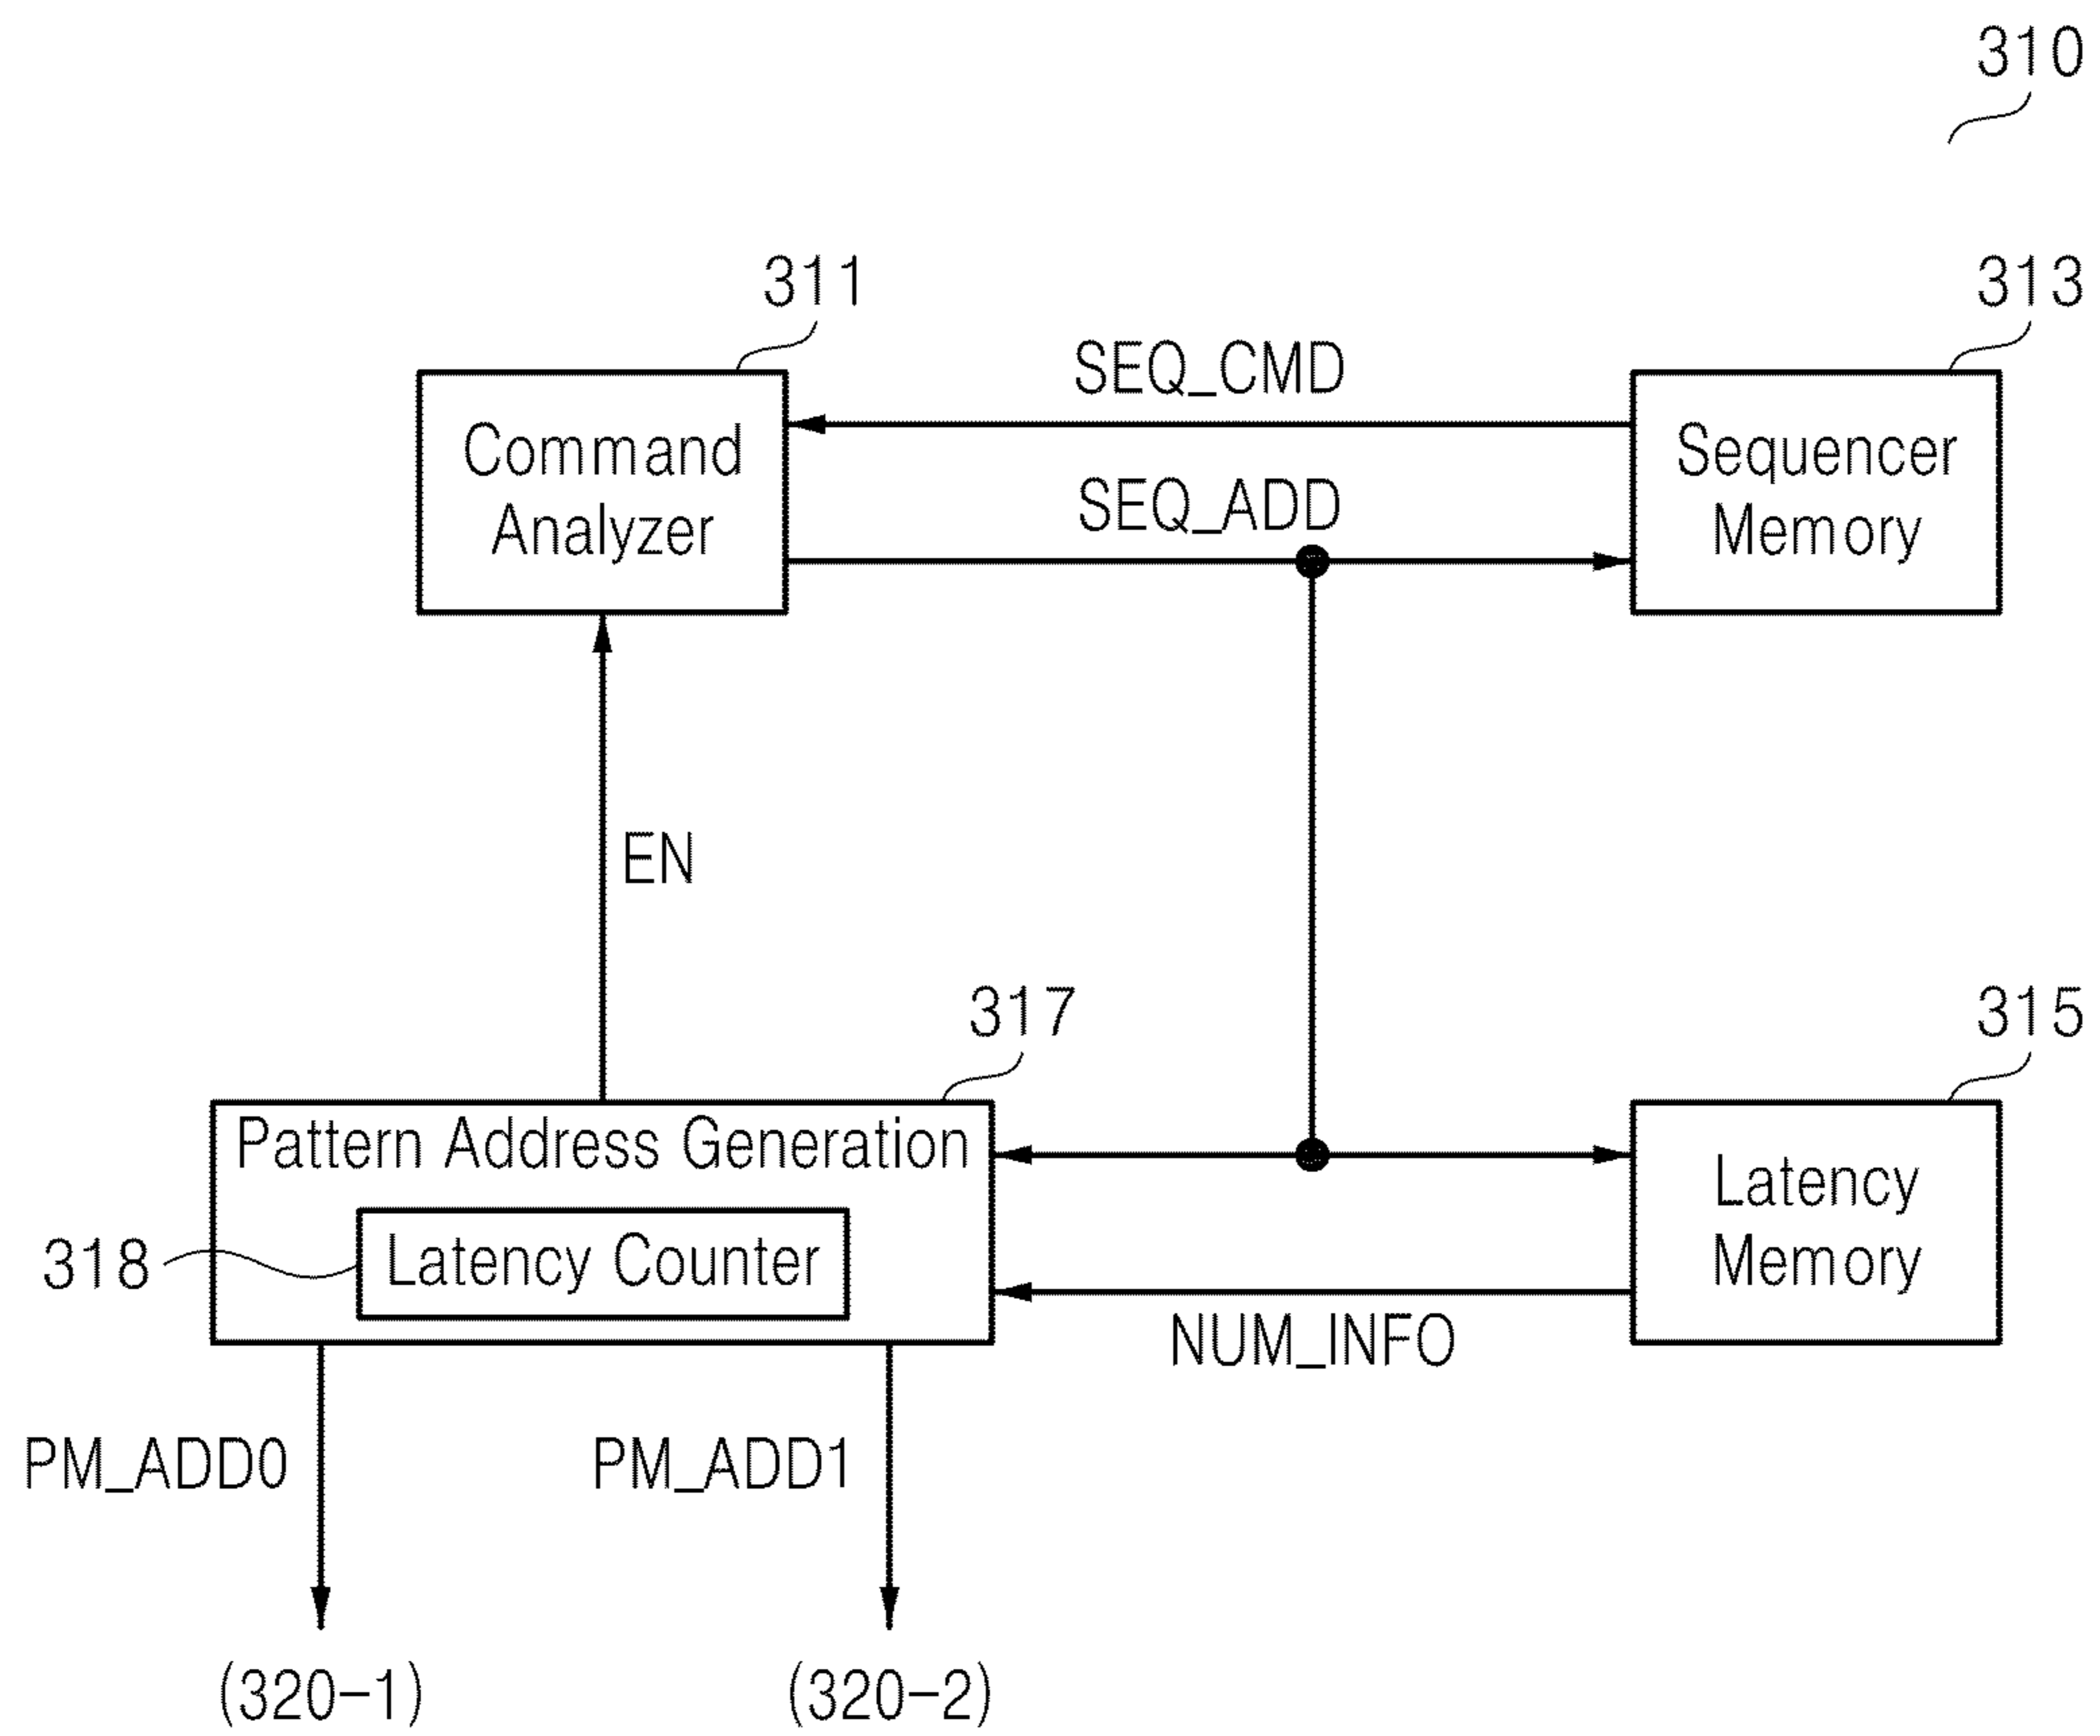 310
311
313
SEQ_CMD
Command
Analyzer
Sequencer
Memory
SEQ_ADD
EN
317
315
Pattern Address Generation
Latency
Memory
318
Latency Counter
NUM_INFO
PM_ADD0
PM_ADD1
(320-1)
(320-2)